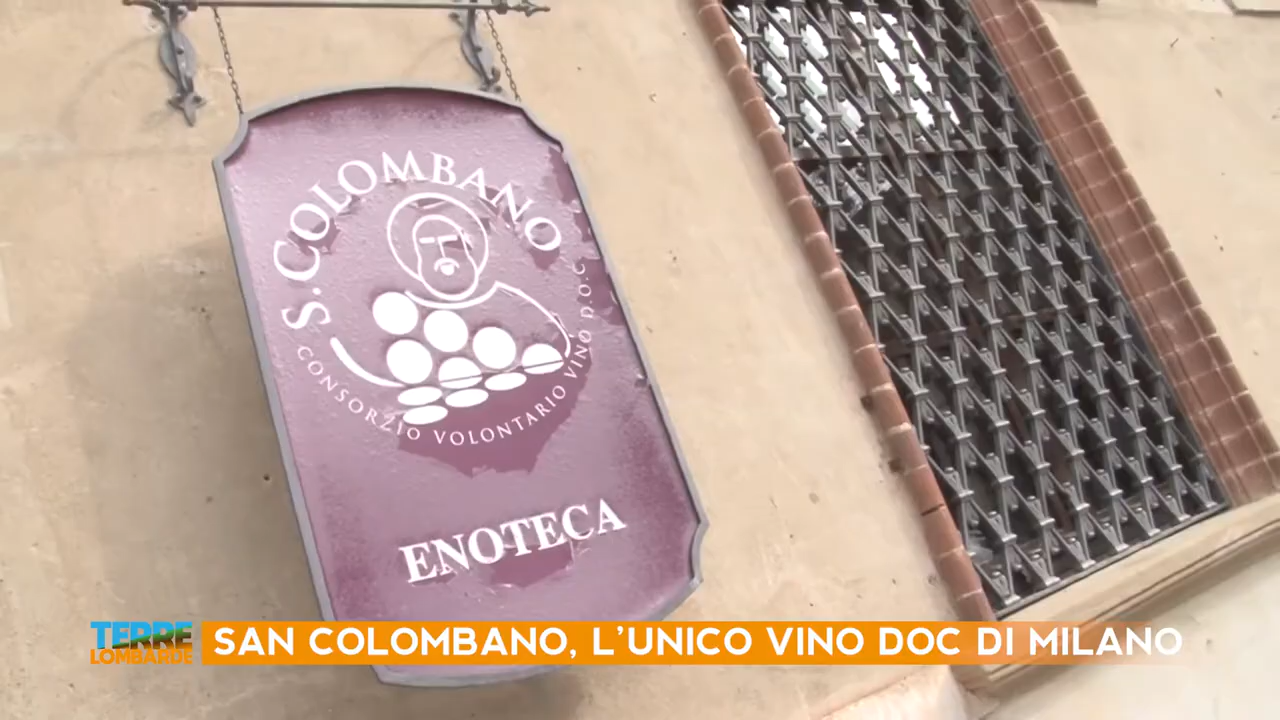 S. COLOMBANO
CONSORZIO VOLONTARIO VINO D.O.C
ENOTECA
TERRE
LOMBARDE
SAN COLOMBANO, L'UNICO VINO DOC DI MILANO